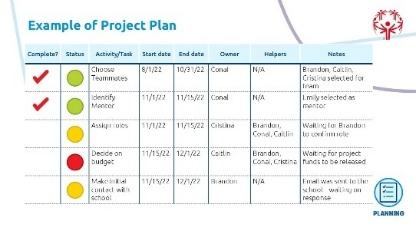 Example of Project Plan
Complete? Status Activity/Task Start date End date Owner Helpers Notes
Choose Teammates 8/1/22 10/31/22 Conal N/A Brandon, Caitlin, Cristina selected for team
Identify Mentor 11/1/22 11/15/22 Conal N/A Emily selected as mentor
Assign roles 11/1/22 11/15/22 Cristina Brandon, Conal, Caitlin Waiting for Brandon to confirm role
Decide on budget 11/15/22 12/1/22 Caitlin Brandon, Conal, Cristina Waiting for project funds to be released
Make initial contact with school 11/15/22 12/1/22 Brandon N/A Email was sent to the school waiting on response
PLANNING